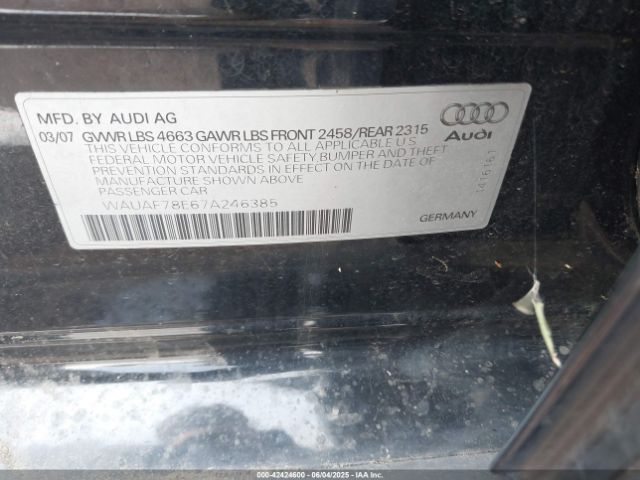 MFD. BY AUDI AG
03/07 GVWR LBS 4663 GAWR LBS FRONT 2458/REAR 2315
THIS VEHICLE CONFORMS TO ALL APPLICABLE U.S.
FEDERAL MOTOR VEHICLE SAFETY, BUMPER AND THEFT
PREVENTION STANDARDS IN EFFECT ON THE DATE OF
MANUFACTURE SHOWN ABOVE
PASSENGER CAR
WAUAF78E67A246385
Audi
1416161
GERMANY
000-42424600 - 06/04/2025 - IAAI, Inc.